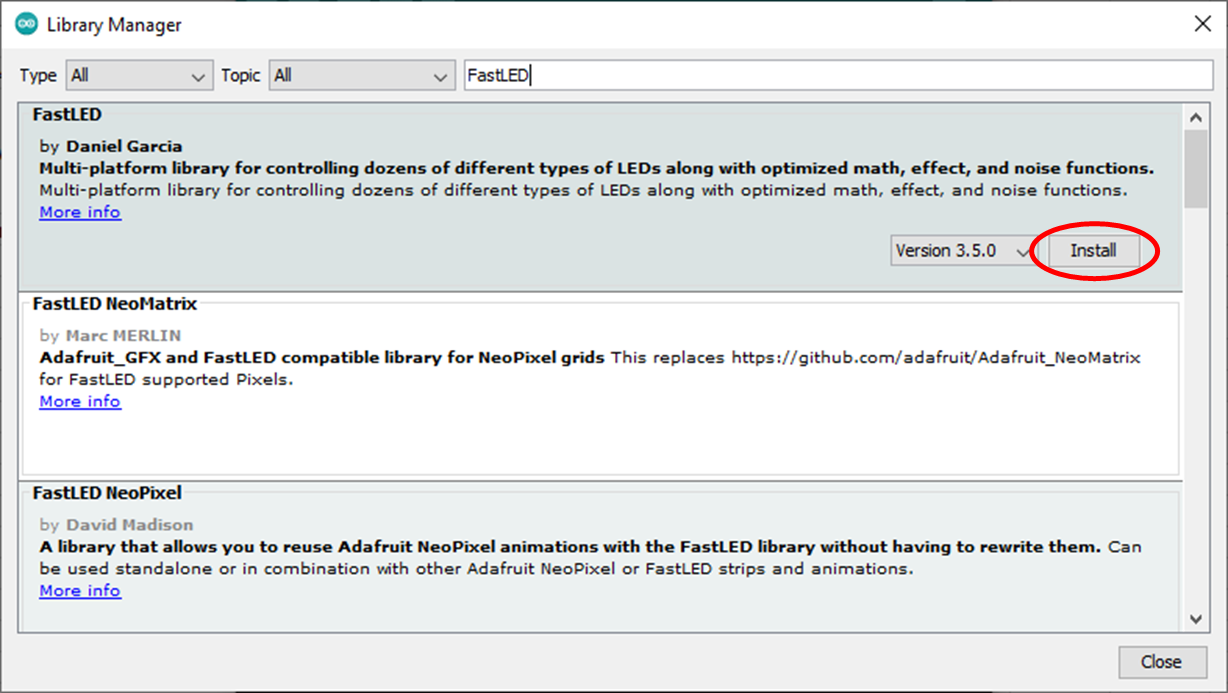 Library Manager
Type All Topic All FastLED
FastLED
by Daniel Garcia
Multi-platform library for controlling dozens of different types of LEDs along with optimized math, effect, and noise functions.
Multi-platform library for controlling dozens of different types of LEDs along with optimized math, effect, and noise functions.
More info
Version 3.5.0 Install
FastLED NeoMatrix
by Marc MERLIN
Adafruit_GFX and FastLED compatible library for NeoPixel grids This replaces https://github.com/adafruit/Adafruit_NeoMatrix
for FastLED supported Pixels.
More info
FastLED NeoPixel
by David Madison
A library that allows you to reuse Adafruit NeoPixel animations with the FastLED library without having to rewrite them. Can
be used standalone or in combination with other Adafruit NeoPixel or FastLED strips and animations.
More info
Close